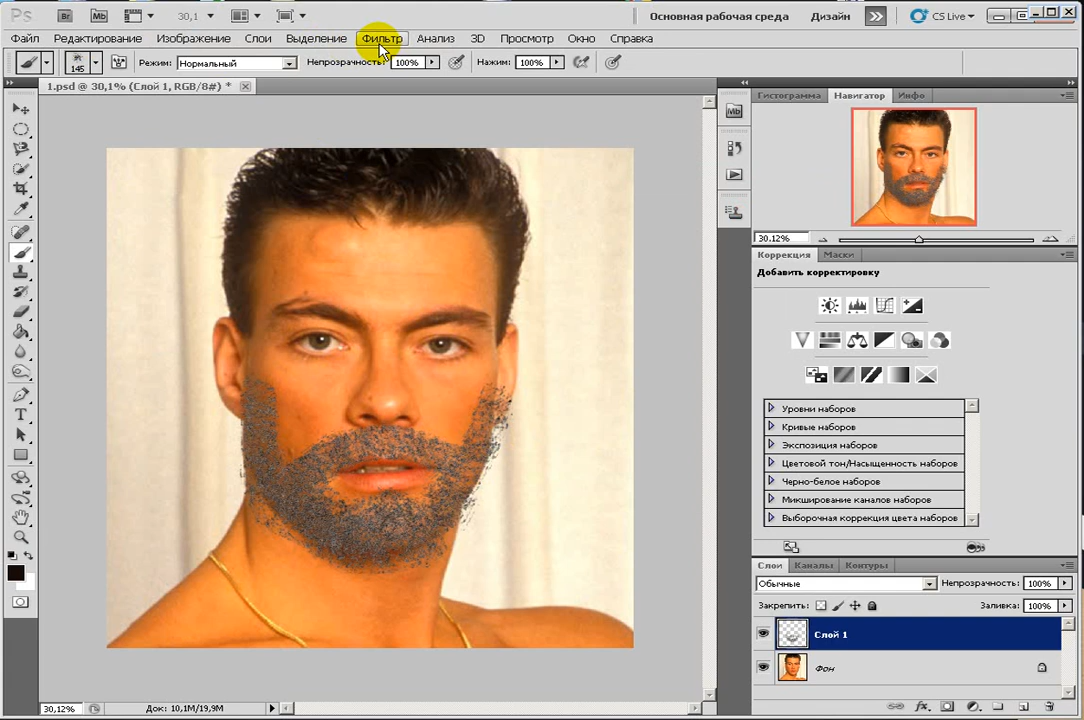 Ps Br Mb 30,1 Основная рабочая среда Дизайн CS Live
Файл Редактирование Изображение Слои Выделение Фильтр Анализ 3D Просмотр Окно Справка
145 Режим: Нормальный Непрозрачность: 100% Нажим: 100%
1.psd @ 30,1% (Слой 1, RGB/8#) *
Гистограмма Навигатор Инфо
Mb
30.12%
Коррекция Маски
Добавить корректировку
Уровни наборов
Кривые наборов
Экспозиция наборов
Цветовой тон/Насыщенность наборов
Черно-белое наборов
Микширование каналов наборов
Выборочная коррекция цвета наборов
Слои Каналы Контуры
Обычные Непрозрачность: 100%
Закрепить: Заливка: 100%
Слой 1
Фон
30,12% Док: 10,1M/19,9M